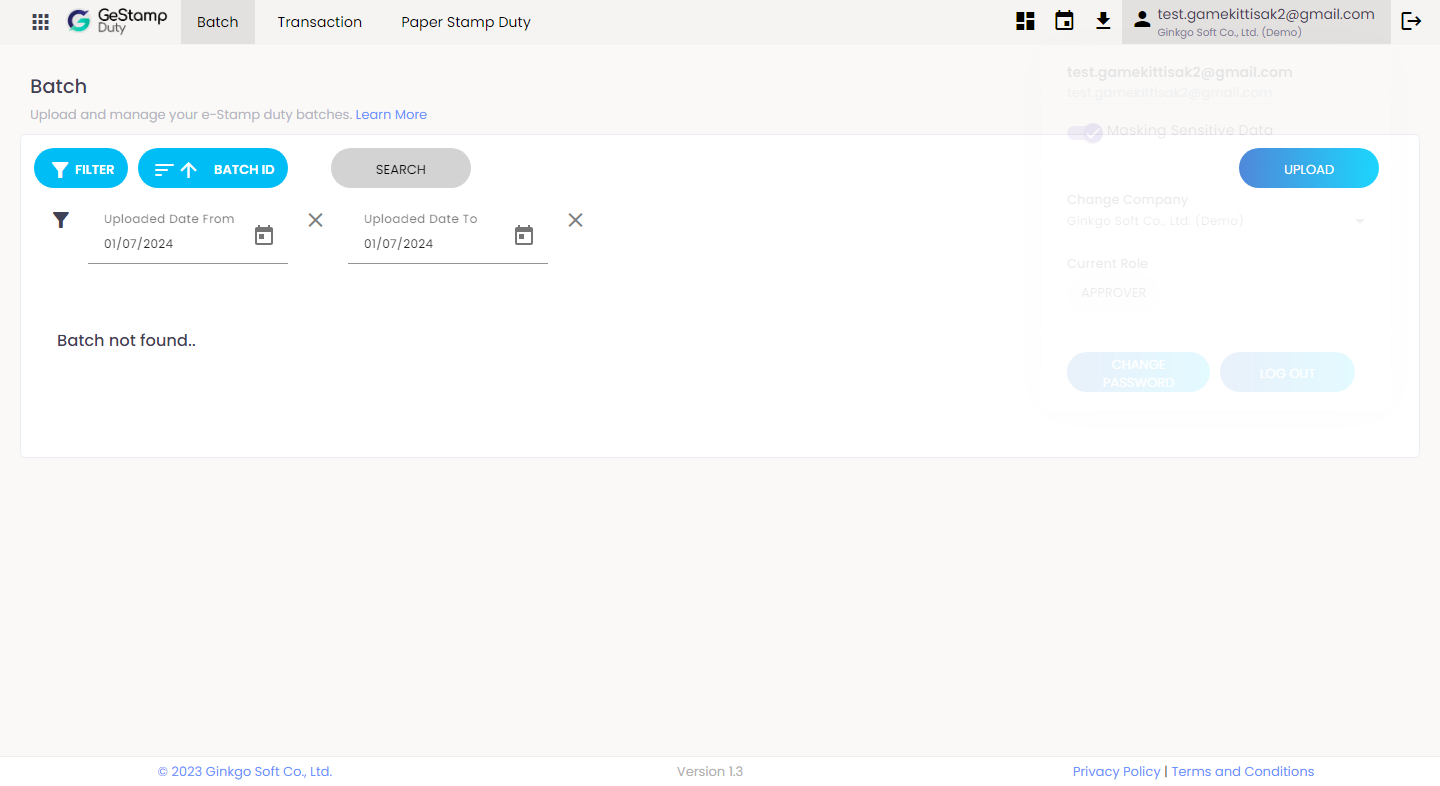 GeStamp
Duty
Batch
Transaction
Paper Stamp Duty
test.gamekittisak2@gmail.com
Ginkgo Soft Co., Ltd. (Demo)
test.gamekittisak2@gmail.com
test.gamekittisak2@gmail.com
Masking Sensitive Data
Batch
Upload and manage your e-Stamp duty batches. Learn More
FILTER
BATCH ID
SEARCH
UPLOAD
Change Company
Ginkgo Soft Co., Ltd. (Demo)
Uploaded Date From
01/07/2024
Uploaded Date To
01/07/2024
Current Role
APPROVER
Batch not found..
CHANGE
PASSWORD
LOG OUT
© 2023 Ginkgo Soft Co., Ltd.
Version 1.3
Privacy Policy | Terms and Conditions